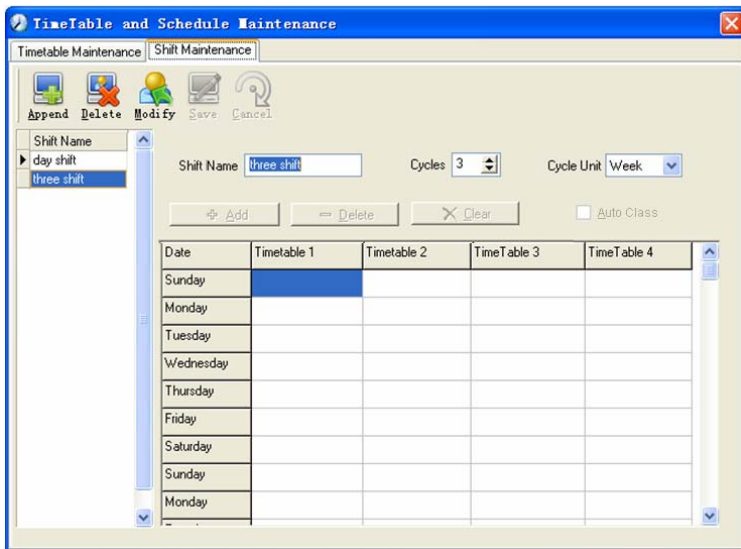 TimeTable and Schedule Maintenance
Timetable Maintenance Shift Maintenance
Append Delete Modify Save Cancel
Shift Name
day shift
three shift
Shift Name three shift Cycles 3 Cycle Unit Week
Add Delete Clear Auto Class
Date Timetable 1 Timetable 2 TimeTable 3 TimeTable 4
Sunday
Monday
Tuesday
Wednesday
Thursday
Friday
Saturday
Sunday
Monday